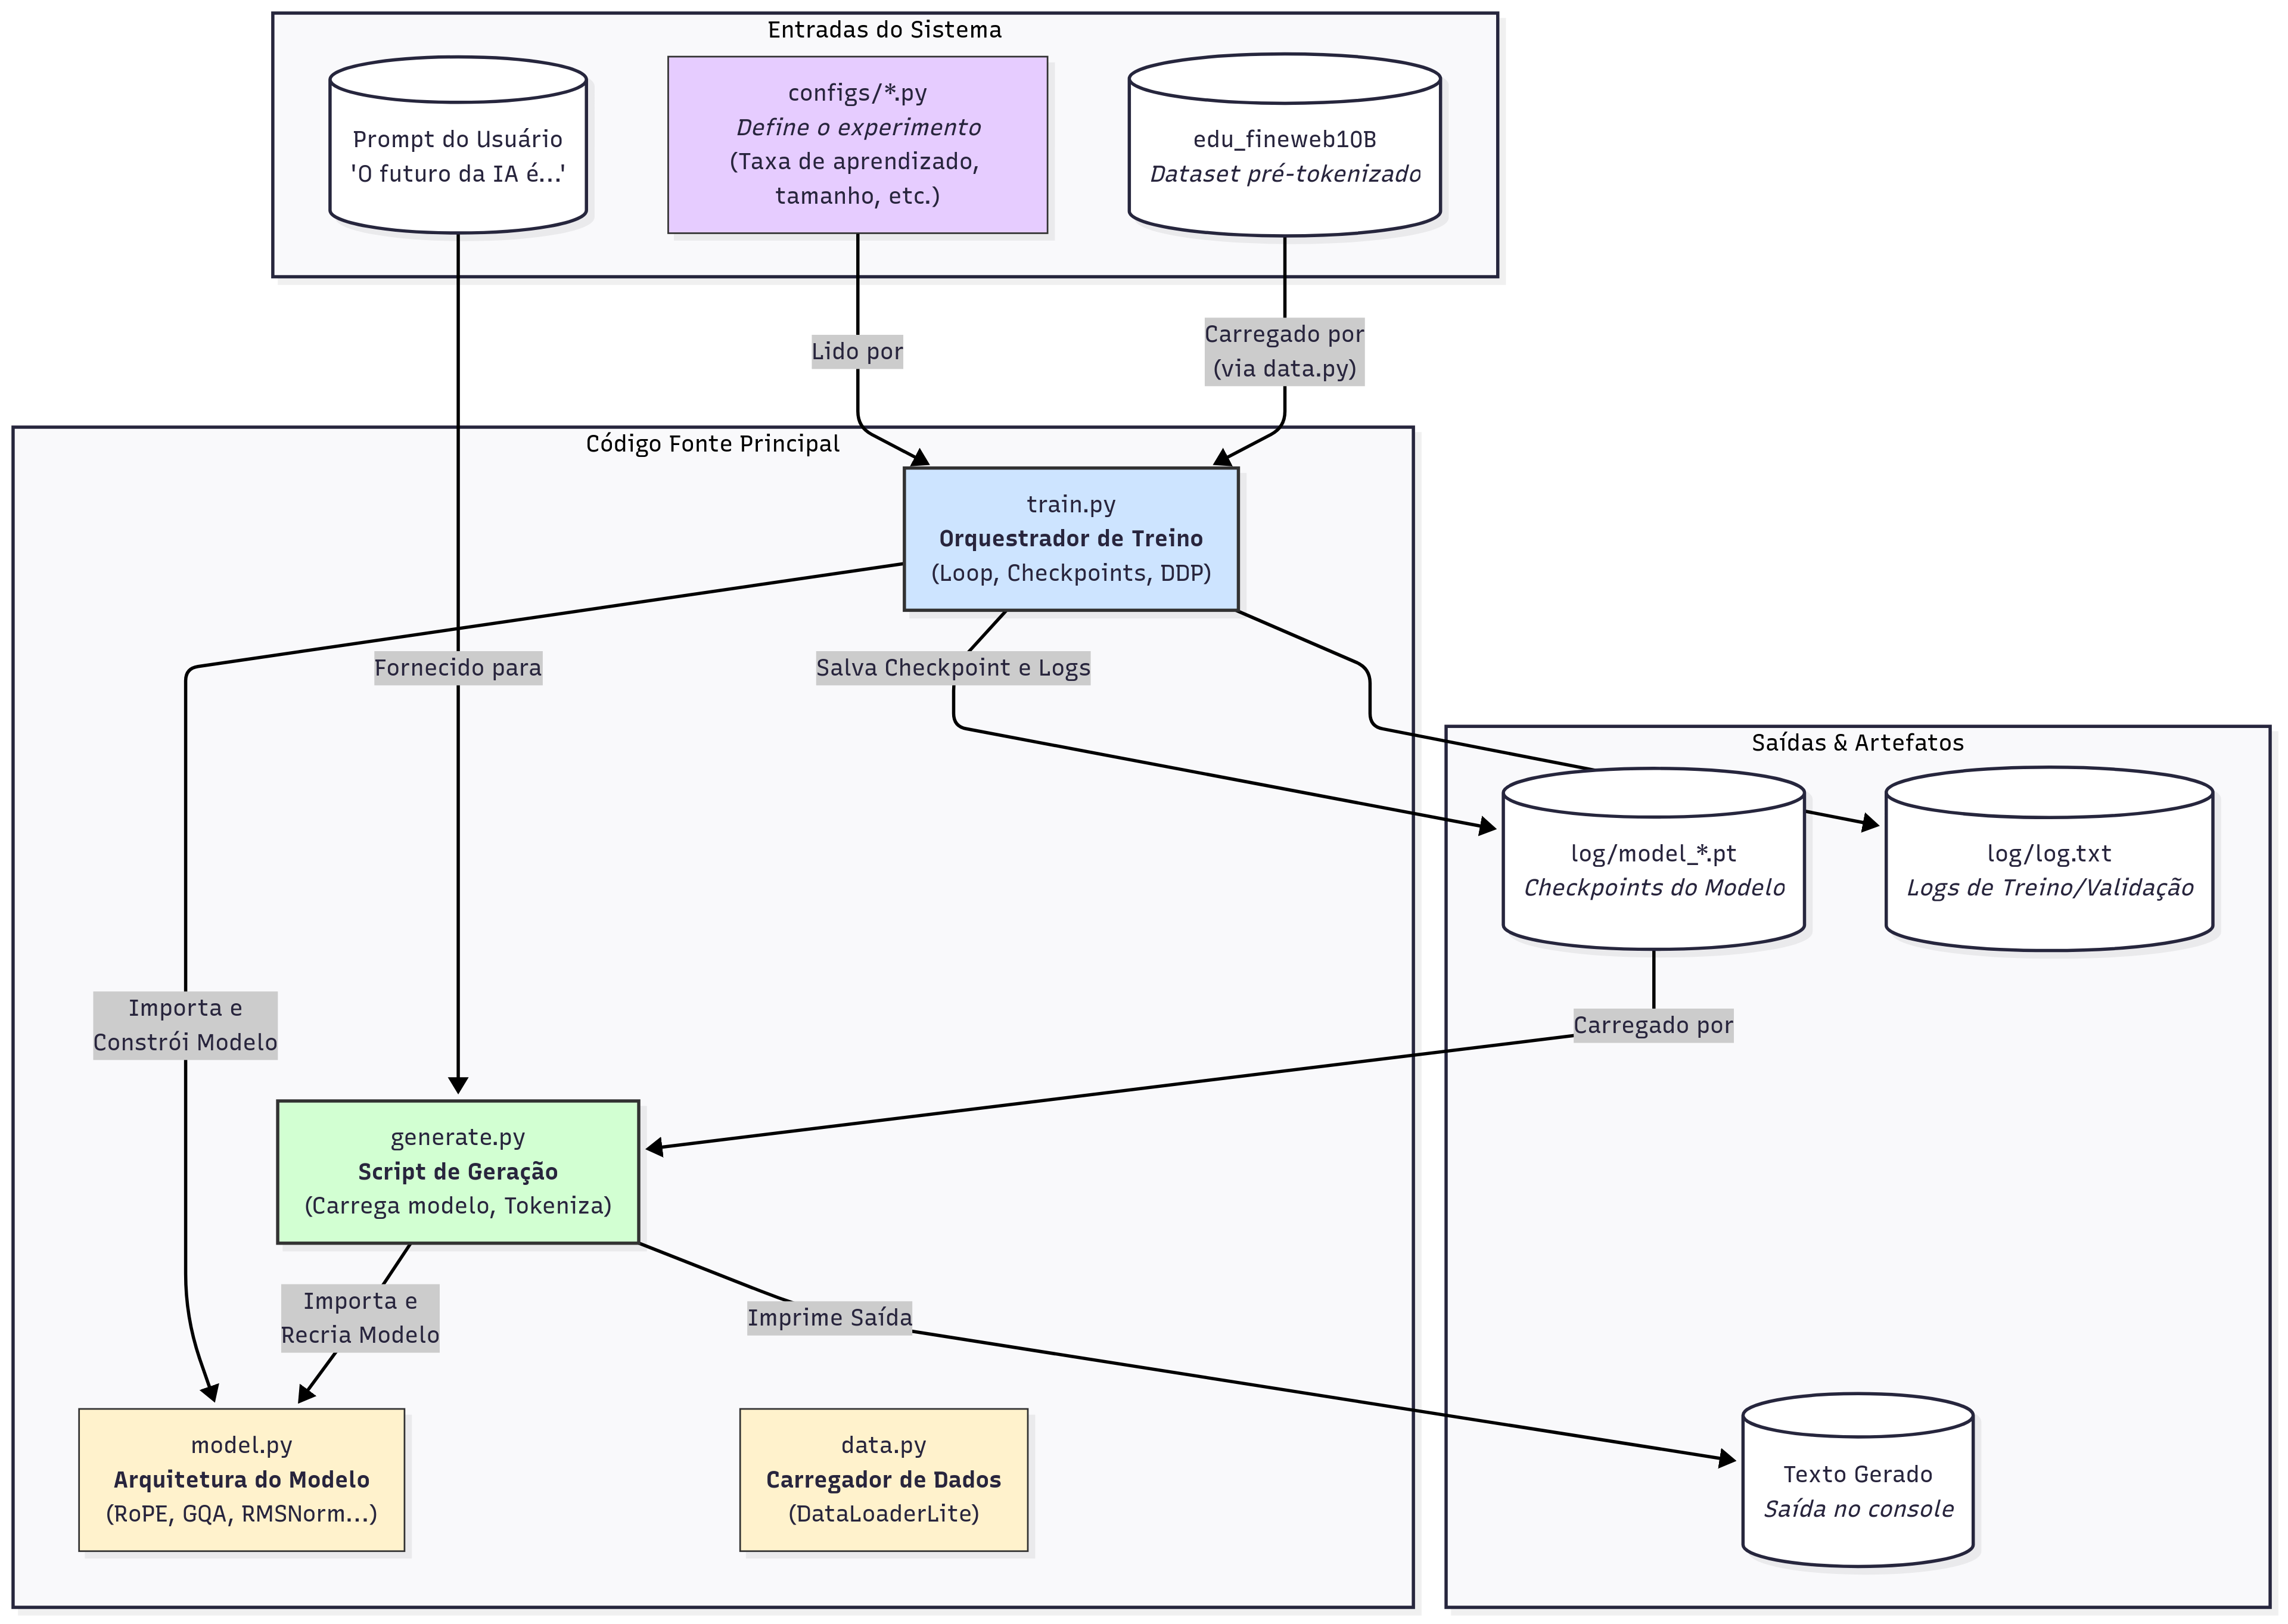 Entradas do Sistema
Prompt do Usuário
'O futuro da IA é...'
configs/*.py
Define o experimento
(Taxa de aprendizado,
tamanho, etc.)
edu_fineweb10B
Dataset pré-tokenizado
Lido por
Carregado por
(via data.py)
Código Fonte Principal
train.py
Orquestrador de Treino
(Loop, Checkpoints, DDP)
Fornecido para
Salva Checkpoint e Logs
Saídas & Artefatos
log/model_*.pt
Checkpoints do Modelo
log/log.txt
Logs de Treino/Validação
Importa e
Constrói Modelo
Carregado por
generate.py
Script de Geração
(Carrega modelo, Tokeniza)
Importa e
Recria Modelo
Imprime Saída
model.py
Arquitetura do Modelo
(RoPE, GQA, RMSNorm...)
data.py
Carregador de Dados
(DataLoaderLite)
Texto Gerado
Saída no console